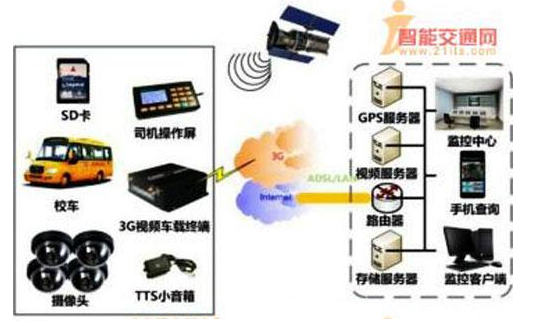 智能交通网
www.21its.com
SD卡
司机操作屏
校车
3G视频车载终端
摄像头
TTS小音箱
3G
Internet
ADSL/LAN
GPS服务器
监控中心
视频服务器
手机查询
路由器
存储服务器
监控客户端